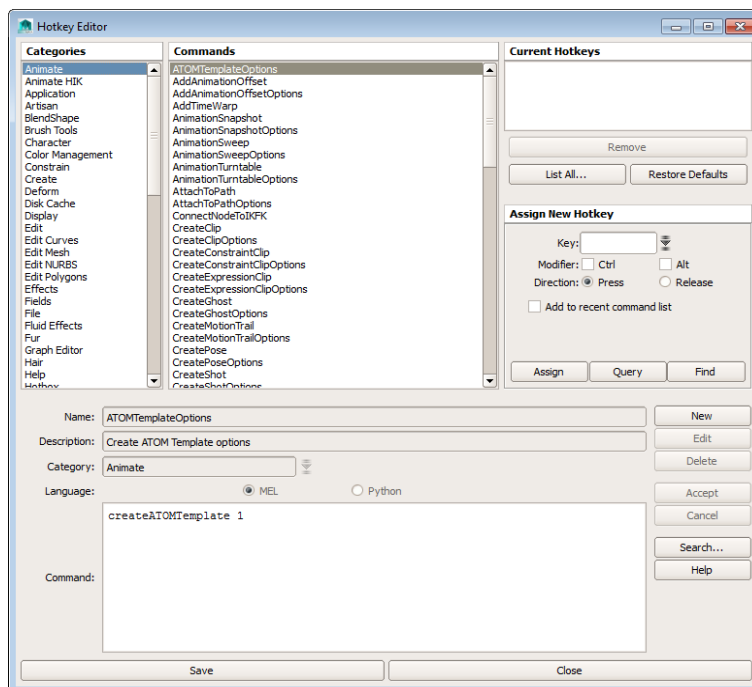 Hotkey Editor
Categories
Animate
Animate HIK
Application
Artisan
BlendShape
Brush Tools
Character
Color Management
Constrain
Create
Deform
Disk Cache
Display
Edit
Edit Curves
Edit Mesh
Edit NURBS
Edit Polygons
Effects
Fields
File
Fluid Effects
Fur
Graph Editor
Hair
Help
Hotbox
Commands
ATOMTemplateOptions
AddAnimationOffset
AddAnimationOffsetOptions
AddTimeWarp
AnimationSnapshot
AnimationSnapshotOptions
AnimationSweep
AnimationSweepOptions
AnimationTurntable
AnimationTurntableOptions
AttachToPath
AttachToPathOptions
ConnectNodeToIKFK
CreateClip
CreateClipOptions
CreateConstraintClip
CreateConstraintClipOptions
CreateExpressionClip
CreateExpressionClipOptions
CreateGhost
CreateGhostOptions
CreateMotionTrail
CreateMotionTrailOptions
CreatePose
CreatePoseOptions
CreateShot
CreateShotOptions
Current Hotkeys
Remove
List All... Restore Defaults
Assign New Hotkey
Key:
Modifier: Ctrl Alt
Direction: Press Release
Add to recent command list
Assign Query Find
Name: ATOMTemplateOptions
Description: Create ATOM Template options
Category: Animate
Language: MEL Python
Command: createATOMTemplate 1
New
Edit
Delete
Accept
Cancel
Search...
Help
Save Close